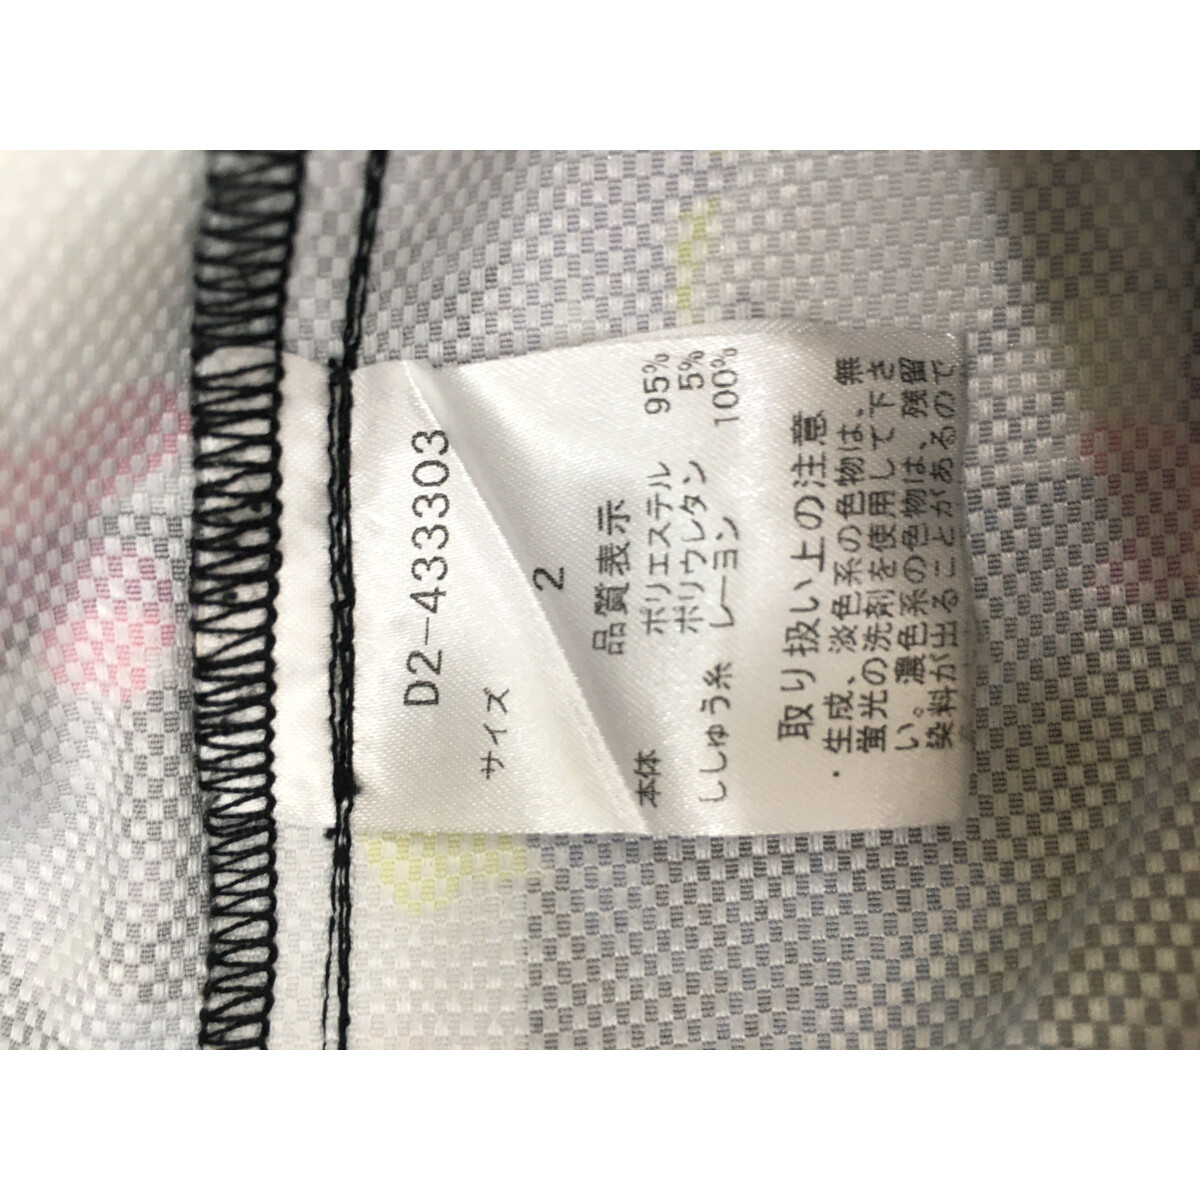 D2-433303
サイズ 2
品質表示
本体 ポリエステル 95%
ポリウレタン 5%
ししゅう糸 レーヨン 100%
取り扱い上の注意
・生成、淡色系の色物は、無
蛍光の洗剤を使用して下さ
い。濃色系の色物は、残留
染料が出ることがあるので